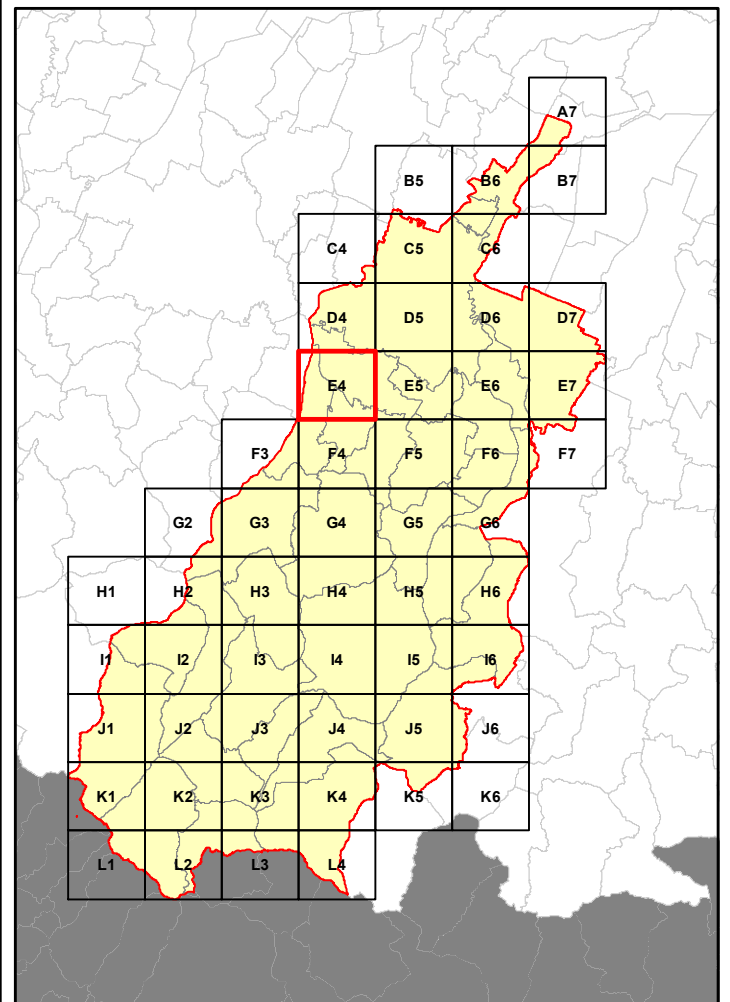 A7
B5 B6 B7
C4 C5 C6
D4 D5 D6 D7
E4 E5 E6 E7
F3 F4 F5 F6 F7
G2 G3 G4 G5 G6
H1 H2 H3 H4 H5 H6
I1 I2 I3 I4 I5 I6
J1 J2 J3 J4 J5 J6
K1 K2 K3 K4 K5 K6
L1 L2 L3 L4